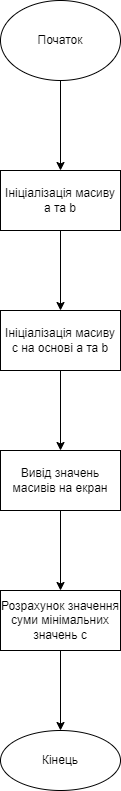 Початок
Ініціалізація масиву
a та b
Ініціалізація масиву
c на основі a та b
Вивід значень
масивів на екран
Розрахунок значення
суми мінімальних
значень c
Кінець